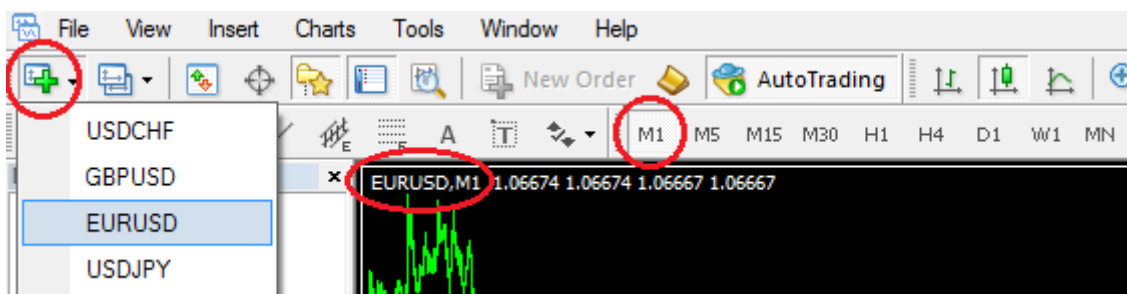 File View Insert Charts Tools Window Help
New Order AutoTrading
USDCHF
E F A T E M1 M5 M15 M30 H1 H4 D1 W1 MN
GBPUSD
EURUSD,M1 1.06674 1.06674 1.06667 1.06667
EURUSD
USDJPY